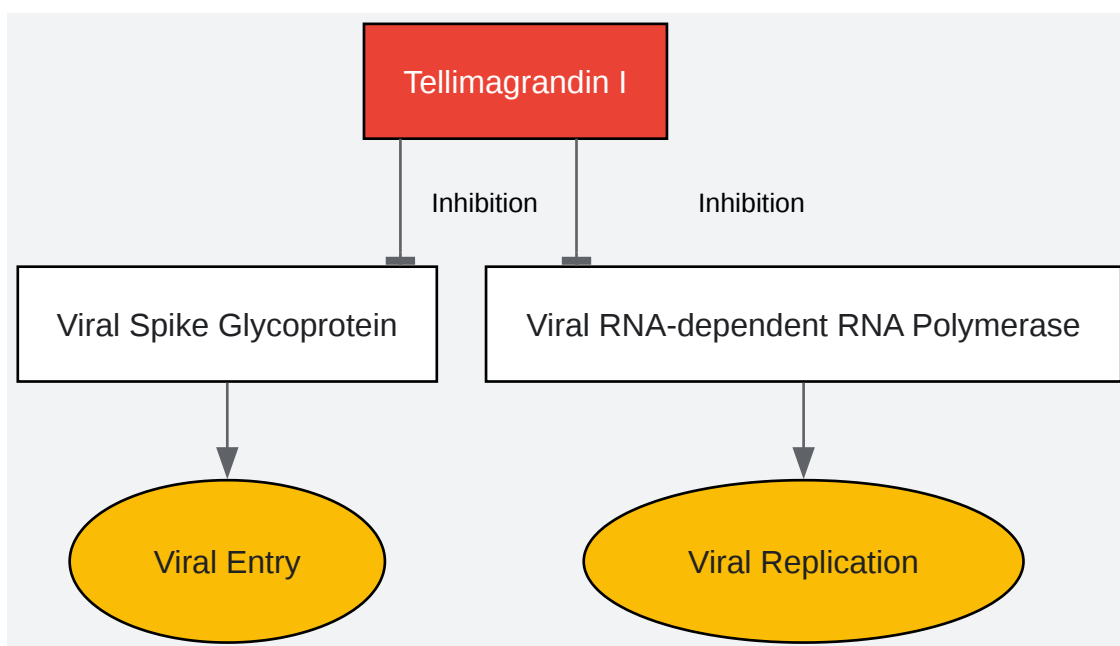 Tellimagrandin I
Inhibition
Inhibition
Viral Spike Glycoprotein
Viral RNA-dependent RNA Polymerase
Viral Entry
Viral Replication